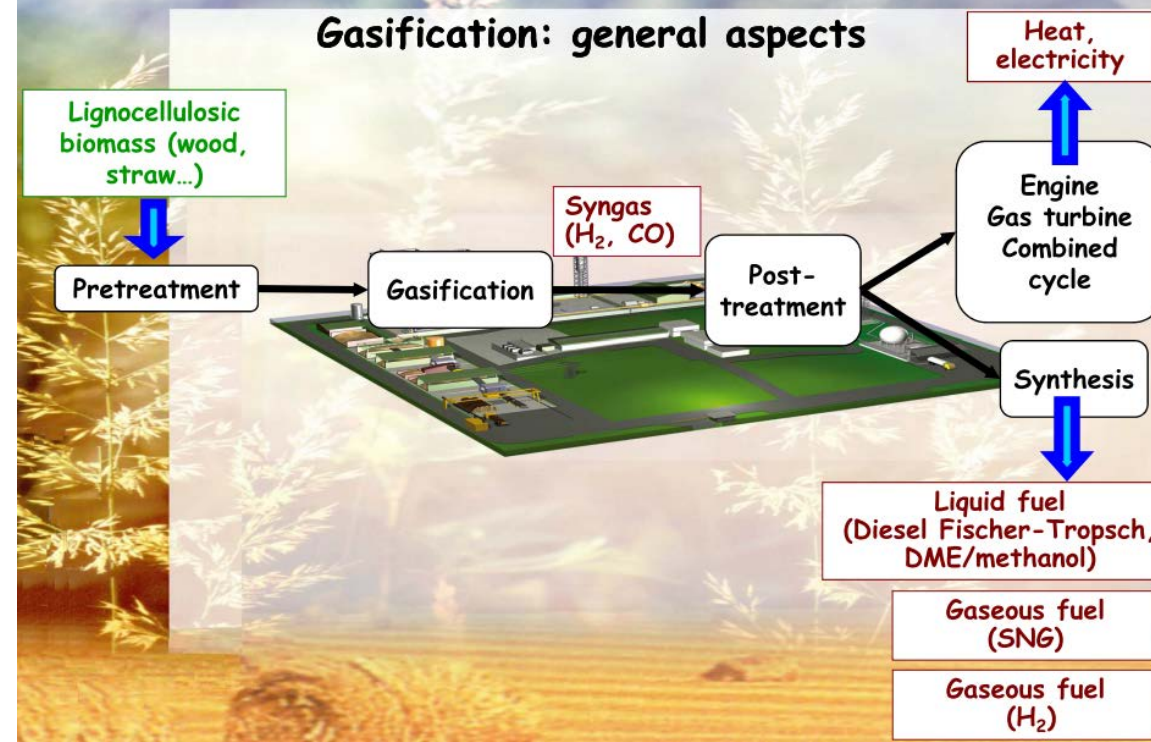 Gasification: general aspects
Heat,
electricity
Lignocellulosic
biomass (wood,
straw…)
Syngas
(H₂, CO)
Engine
Gas turbine
Combined
cycle
Pretreatment
Gasification
Post-
treatment
Synthesis
Liquid fuel
(Diesel Fischer-Tropsch,
DME/methanol)
Gaseous fuel
(SNG)
Gaseous fuel
(H₂)